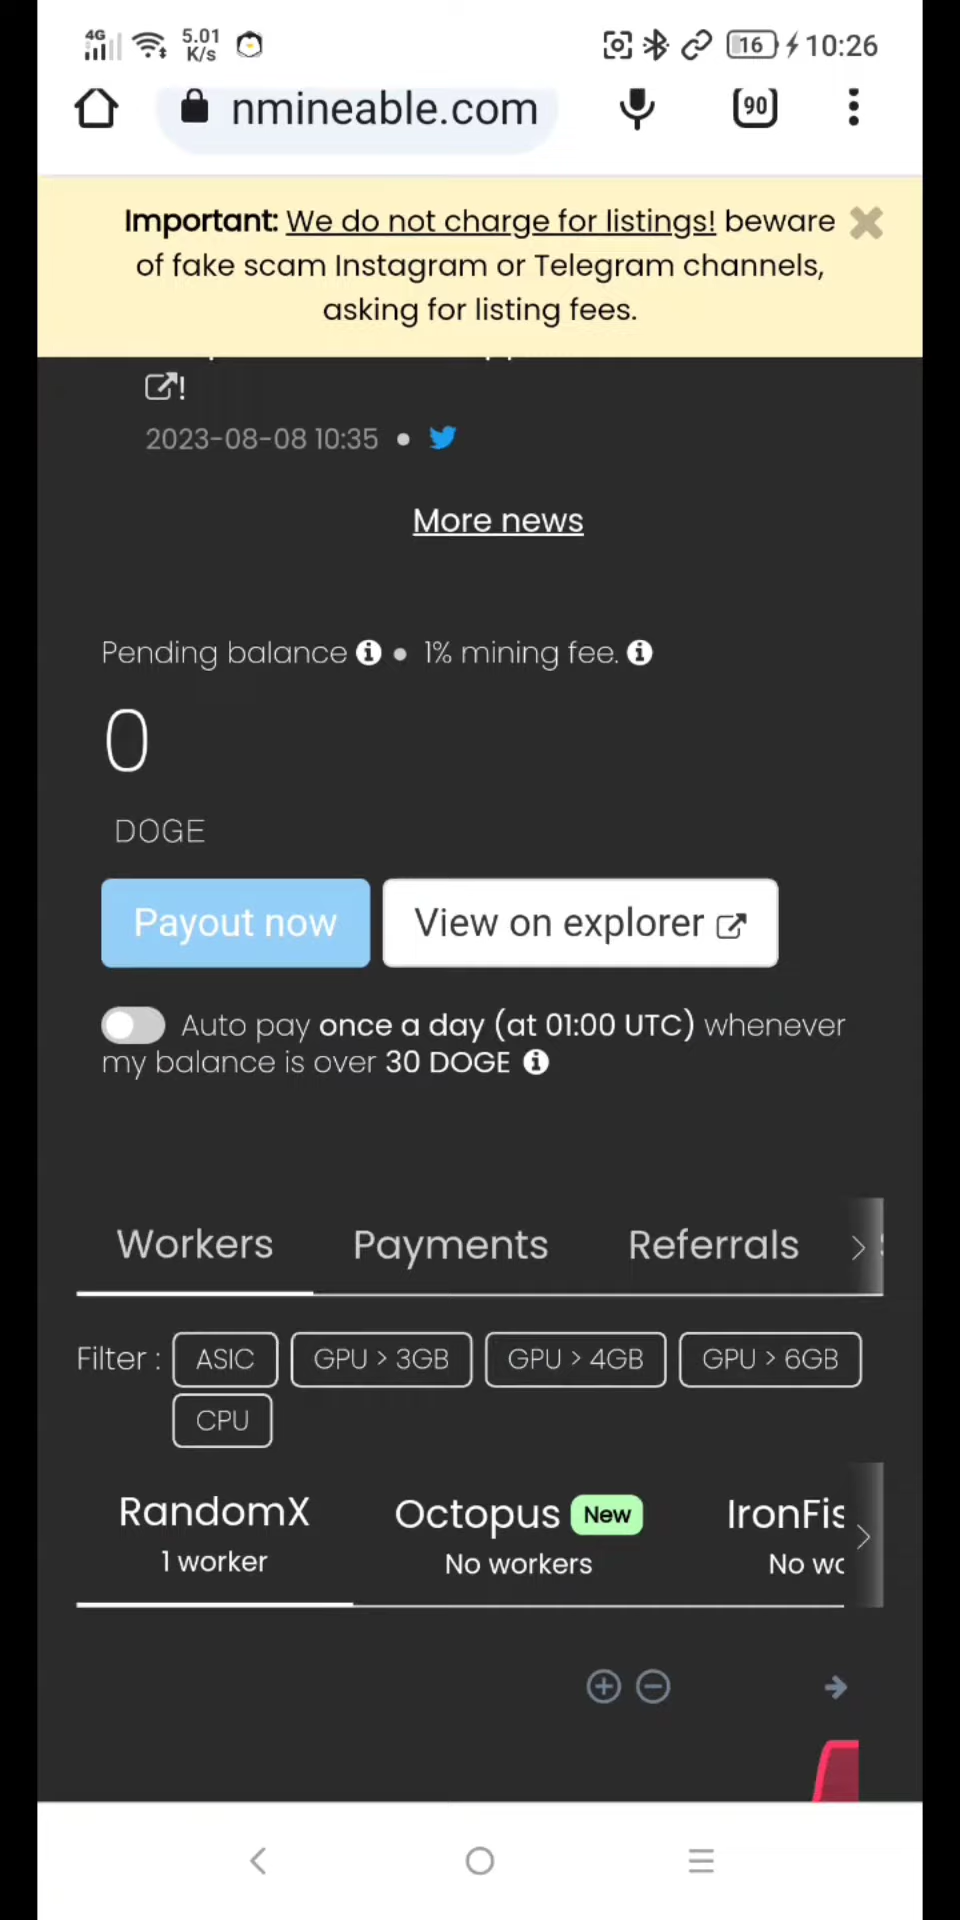 4G 5.01 K/s 16 10:26
nmineable.com 90
Important: We do not charge for listings! beware
of fake scam Instagram or Telegram channels,
asking for listing fees.
!
2023-08-08 10:35
More news
Pending balance • 1% mining fee.
0
DOGE
Payout now View on explorer
Auto pay once a day (at 01:00 UTC) whenever
my balance is over 30 DOGE
Workers Payments Referrals
Filter : ASIC GPU > 3GB GPU > 4GB GPU > 6GB
CPU
RandomX Octopus New IronFis
1 worker No workers No wo